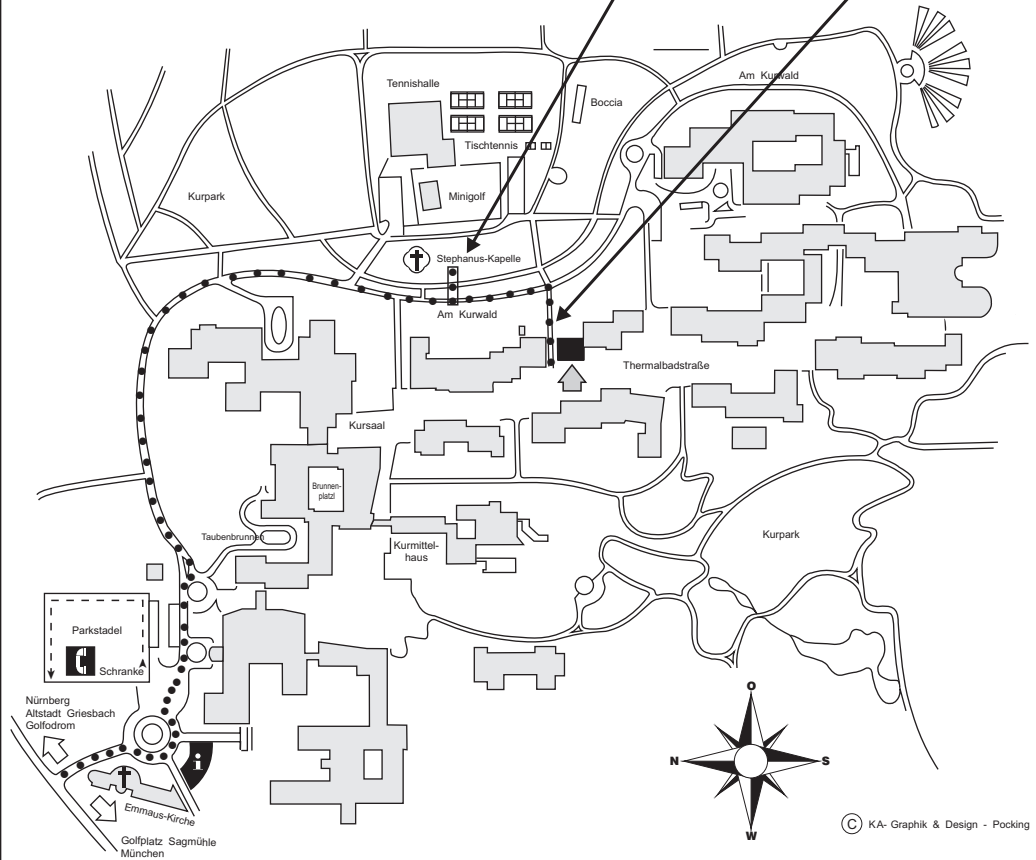 Am Kurwald
Tennishalle
Boccia
Tischtennis
Kurpark
Minigolf
Stephanus-Kapelle
Am Kurwald
Thermalbadstraße
Kursaal
Brunnen-
platzl
Taubenbrunnen
Kurmittel-
haus
Kurpark
Parkstadel
Schranke
Nürnberg
Altstadt Griesbach
Golfodrom
i
Emmaus-Kirche
Golfplatz Sagmühle
München
O
N
S
W
C KA- Graphik & Design - Pocking